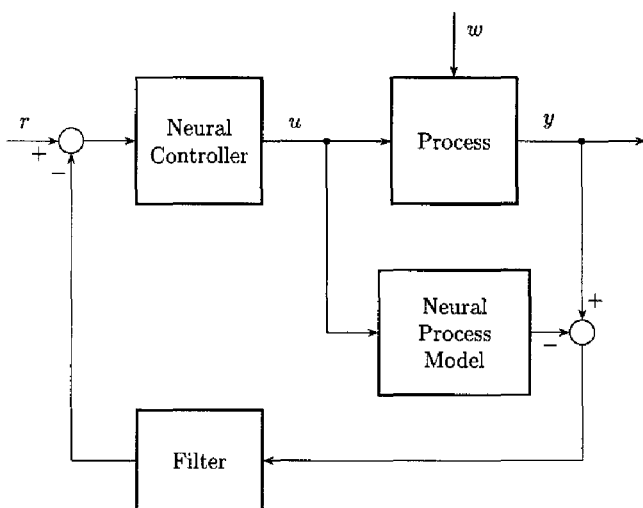 w
r
+
−
Neural
Controller
u
Process
y
Neural
Process
Model
+
−
Filter